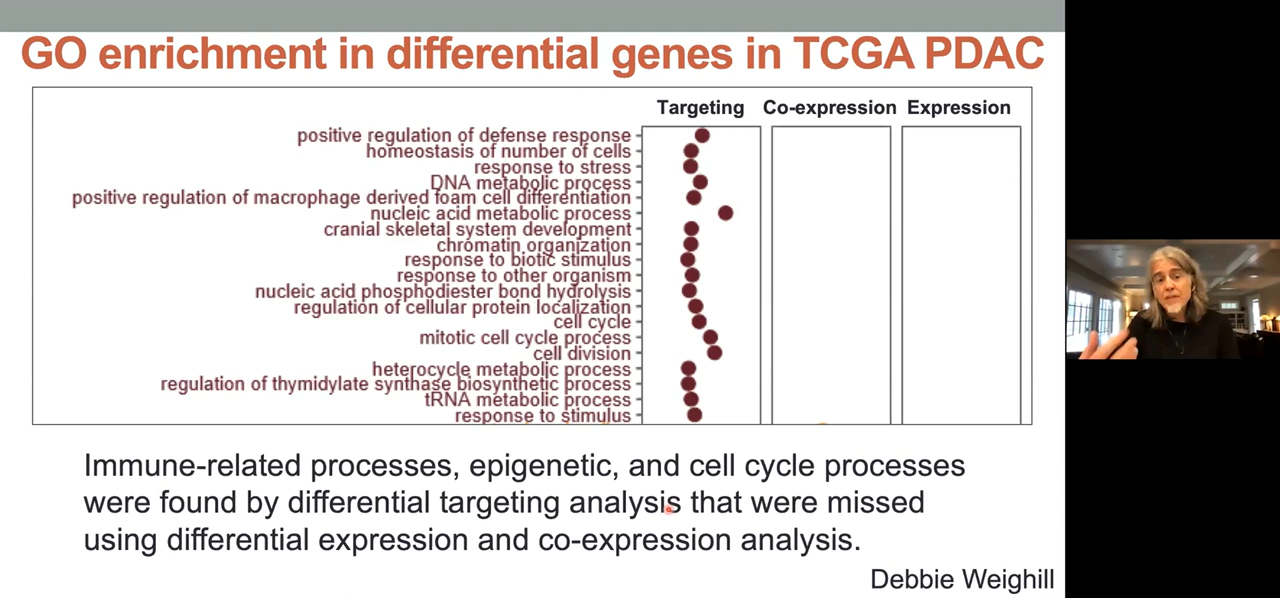 GO enrichment in differential genes in TCGA PDAC
Targeting Co-expression Expression
positive regulation of defense response
homeostasis of number of cells
response to stress
DNA metabolic process
positive regulation of macrophage derived foam cell differentiation
nucleic acid metabolic process
cranial skeletal system development
chromatin organization
response to biotic stimulus
response to other organism
nucleic acid phosphodiester bond hydrolysis
regulation of cellular protein localization
cell cycle
mitotic cell cycle process
cell division
heterocycle metabolic process
regulation of thymidylate synthase biosynthetic process
tRNA metabolic process
response to stimulus
Immune-related processes, epigenetic, and cell cycle processes
were found by differential targeting analysis that were missed
using differential expression and co-expression analysis.
Debbie Weighill